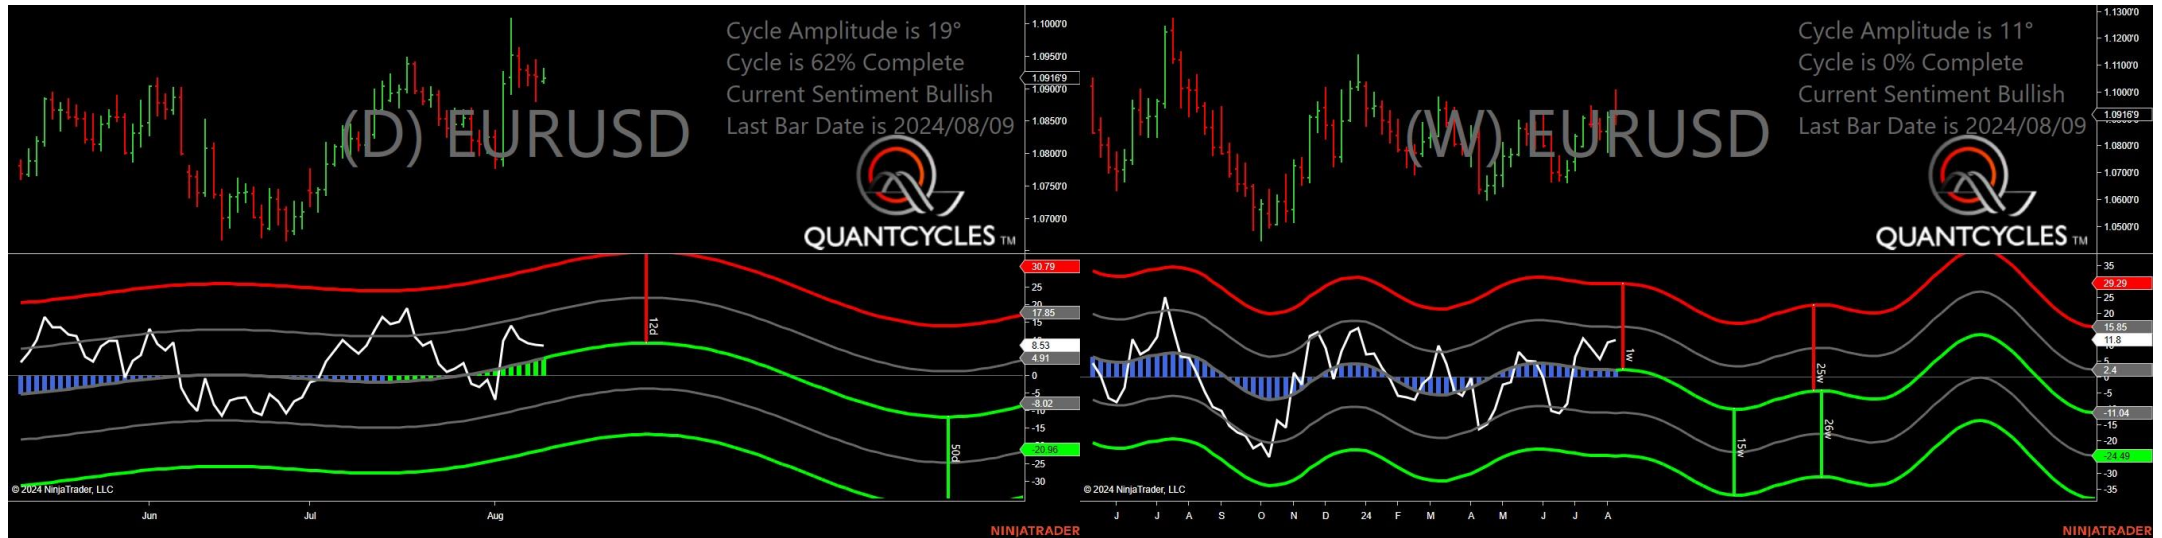 Cycle Amplitude is 19°
Cycle is 62% Complete
Current Sentiment Bullish
Last Bar Date is 2024/08/09
(D) EURUSD
QUANTCYCLES TM
1.1000'0
1.0950'0
1.0916'9
1.0900'0
1.0850'0
1.0800'0
1.0750'0
1.0700'0
30.79
25
20
17.85
15
8.53
4.91
0
-5
-8.02
-10
-15
-20.96
-25
-30
12d
50d
© 2024 NinjaTrader, LLC
Jun Jul Aug
NINJATRADER
Cycle Amplitude is 11°
Cycle is 0% Complete
Current Sentiment Bullish
Last Bar Date is 2024/08/09
(W) EURUSD
QUANTCYCLES TM
1.1300'0
1.1200'0
1.1100'0
1.1000'0
1.0916'9
1.0800'0
1.0700'0
1.0600'0
1.0500'0
35
29.29
25
20
15.85
11.8
5
2.4
0
-5
-11.04
-15
-20
-24.49
-30
-35
1w
15w
25w
26w
© 2024 NinjaTrader, LLC
J J A S O N D 24 F M A M J J A
NINJATRADER